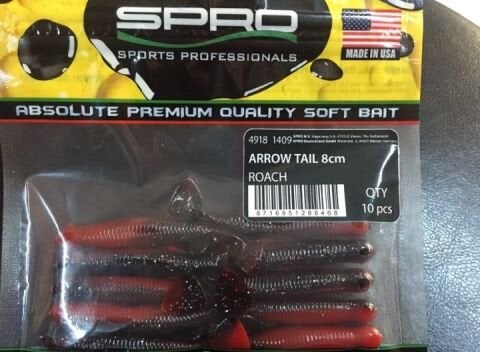 SPRO
SPORTS PROFESSIONALS
MADE IN USA
ABSOLUTE PREMIUM QUALITY SOFT BAIT
4918 1409
ARROW TAIL 8cm
ROACH
QTY
10 pcs
8716851286468